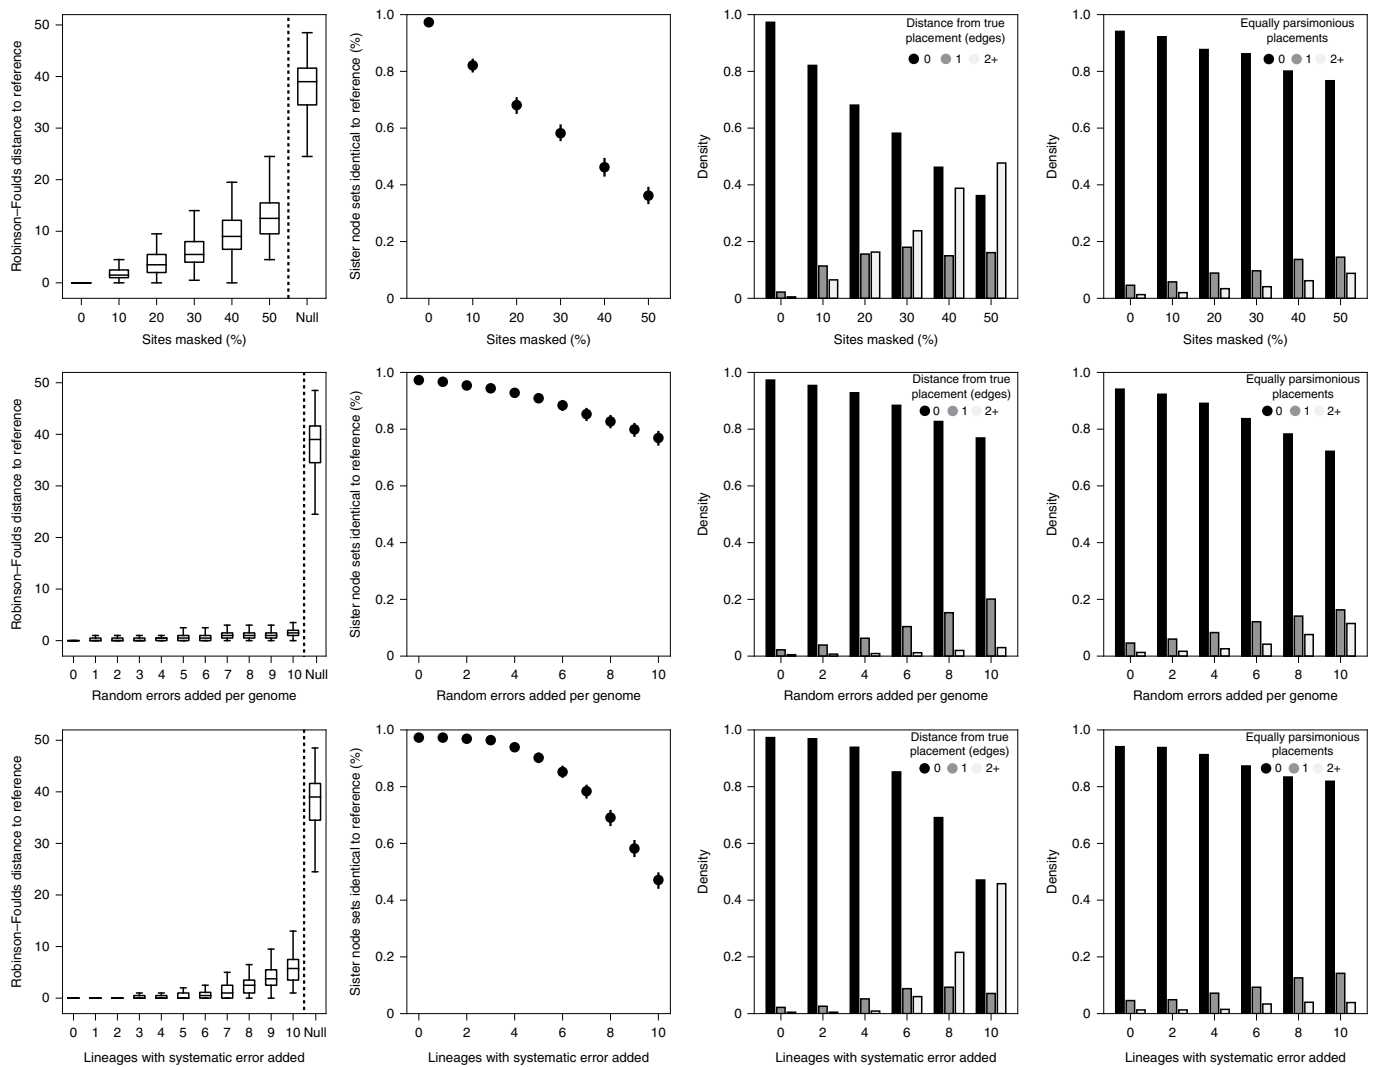 Robinson–Foulds distance to reference
50
40
30
20
10
0
0 10 20 30 40 50 Null
Sites masked (%)
Sister node sets identical to reference (%)
1.0
0.8
0.6
0.4
0.2
0
0 10 20 30 40 50
Sites masked (%)
Density
1.0
0.8
0.6
0.4
0.2
0
Distance from true
placement (edges)
0 1 2+
0 10 20 30 40 50
Sites masked (%)
Density
1.0
0.8
0.6
0.4
0.2
0
Equally parsimonious
placements
0 1 2+
0 10 20 30 40 50
Sites masked (%)
Robinson–Foulds distance to reference
50
40
30
20
10
0
0 1 2 3 4 5 6 7 8 9 10 Null
Random errors added per genome
Sister node sets identical to reference (%)
1.0
0.8
0.6
0.4
0.2
0
0 2 4 6 8 10
Random errors added per genome
Density
1.0
0.8
0.6
0.4
0.2
0
Distance from true
placement (edges)
0 1 2+
0 2 4 6 8 10
Random errors added per genome
Density
1.0
0.8
0.6
0.4
0.2
0
Equally parsimonious
placements
0 1 2+
0 2 4 6 8 10
Random errors added per genome
Robinson–Foulds distance to reference
50
40
30
20
10
0
0 1 2 3 4 5 6 7 8 9 10 Null
Lineages with systematic error added
Sister node sets identical to reference (%)
1.0
0.8
0.6
0.4
0.2
0
0 2 4 6 8 10
Lineages with systematic error added
Density
1.0
0.8
0.6
0.4
0.2
0
Distance from true
placement (edges)
0 1 2+
0 2 4 6 8 10
Lineages with systematic error added
Density
1.0
0.8
0.6
0.4
0.2
0
Equally parsimonious
placements
0 1 2+
0 2 4 6 8 10
Lineages with systematic error added